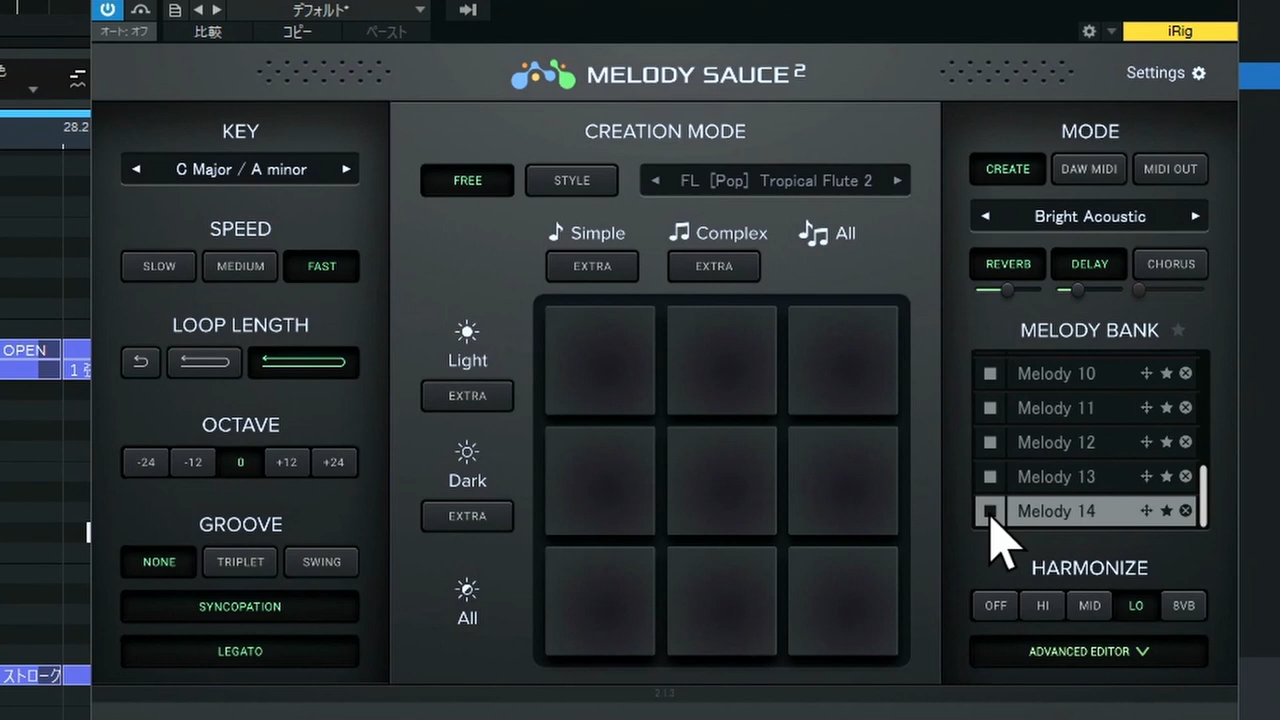 デフォルト*
オート: オフ
比較
コピー
ペースト
iRig
MELODY SAUCE 2
Settings
28.2
KEY
C Major / A minor
SPEED
SLOW
MEDIUM
FAST
LOOP LENGTH
OCTAVE
-24
-12
0
+12
+24
GROOVE
NONE
TRIPLET
SWING
SYNCOPATION
LEGATO
CREATION MODE
FREE
STYLE
FL [Pop] Tropical Flute 2
Simple
Complex
All
EXTRA
EXTRA
Light
EXTRA
Dark
EXTRA
All
MODE
CREATE
DAW MIDI
MIDI OUT
Bright Acoustic
REVERB
DELAY
CHORUS
MELODY BANK
Melody 10
Melody 11
Melody 12
Melody 13
Melody 14
HARMONIZE
OFF
HI
MID
LO
8VB
ADVANCED EDITOR
OPEN
ストローク
2.1.3